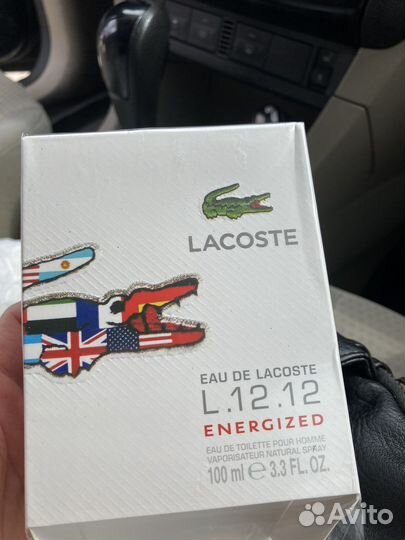 LACOSTE
EAU DE LACOSTE
L.12.12
ENERGIZED
EAU DE TOILETTE POUR HOMME
VAPORISATEUR NATURAL SPRAY
100 ml ℮ 3.3 FL. OZ.
Avito